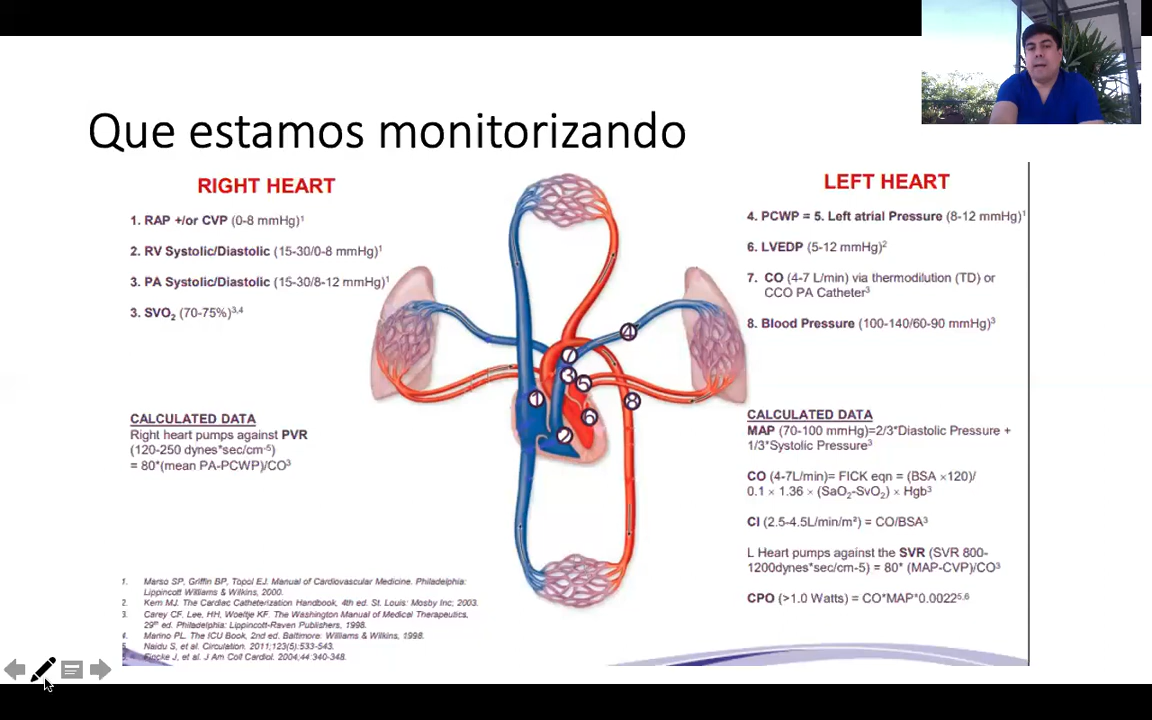 Que estamos monitorizando
RIGHT HEART
1. RAP +/or CVP (0-8 mmHg)¹
2. RV Systolic/Diastolic (15-30/0-8 mmHg)¹
3. PA Systolic/Diastolic (15-30/8-12 mmHg)¹
3. SVO₂ (70-75%)³,⁴
CALCULATED DATA
Right heart pumps against PVR
(120-250 dynes*sec/cm-⁵)
= 80*(mean PA-PCWP)/CO³
1
2
3
4
5
6
7
8
LEFT HEART
4. PCWP = 5. Left atrial Pressure (8-12 mmHg)¹
6. LVEDP (5-12 mmHg)²
7. CO (4-7 L/min) via thermodilution (TD) or
CCO PA Catheter³
8. Blood Pressure (100-140/60-90 mmHg)³
CALCULATED DATA
MAP (70-100 mmHg)=2/3*Diastolic Pressure +
1/3*Systolic Pressure³
CO (4-7L/min)= FICK eqn = (BSA ×120)/
0.1 × 1.36 × (SaO₂-SvO₂) × Hgb³
CI (2.5-4.5L/min/m²) = CO/BSA³
L Heart pumps against the SVR (SVR 800-
1200dynes*sec/cm-5) = 80* (MAP-CVP)/CO³
CPO (>1.0 Watts) = CO*MAP*0.0022⁵,⁶
1. Marso SP, Griffin BP, Topol EJ. Manual of Cardiovascular Medicine. Philadelphia:
Lippincott Williams & Wilkins, 2000.
2. Kern MJ. The Cardiac Catheterization Handbook, 4th ed. St. Louis: Mosby Inc; 2003.
3. Carey CF, Lee, HH, Woeltje KF. The Washington Manual of Medical Therapeutics,
29th ed. Philadelphia: Lippincott-Raven Publishers, 1998.
4. Marino PL. The ICU Book, 2nd ed. Baltimore: Williams & Wilkins, 1998.
5. Naidu S, et al. Circulation. 2011;123(5):533-543.
Fincke J, et al. J Am Coll Cardiol. 2004;44:340-348.